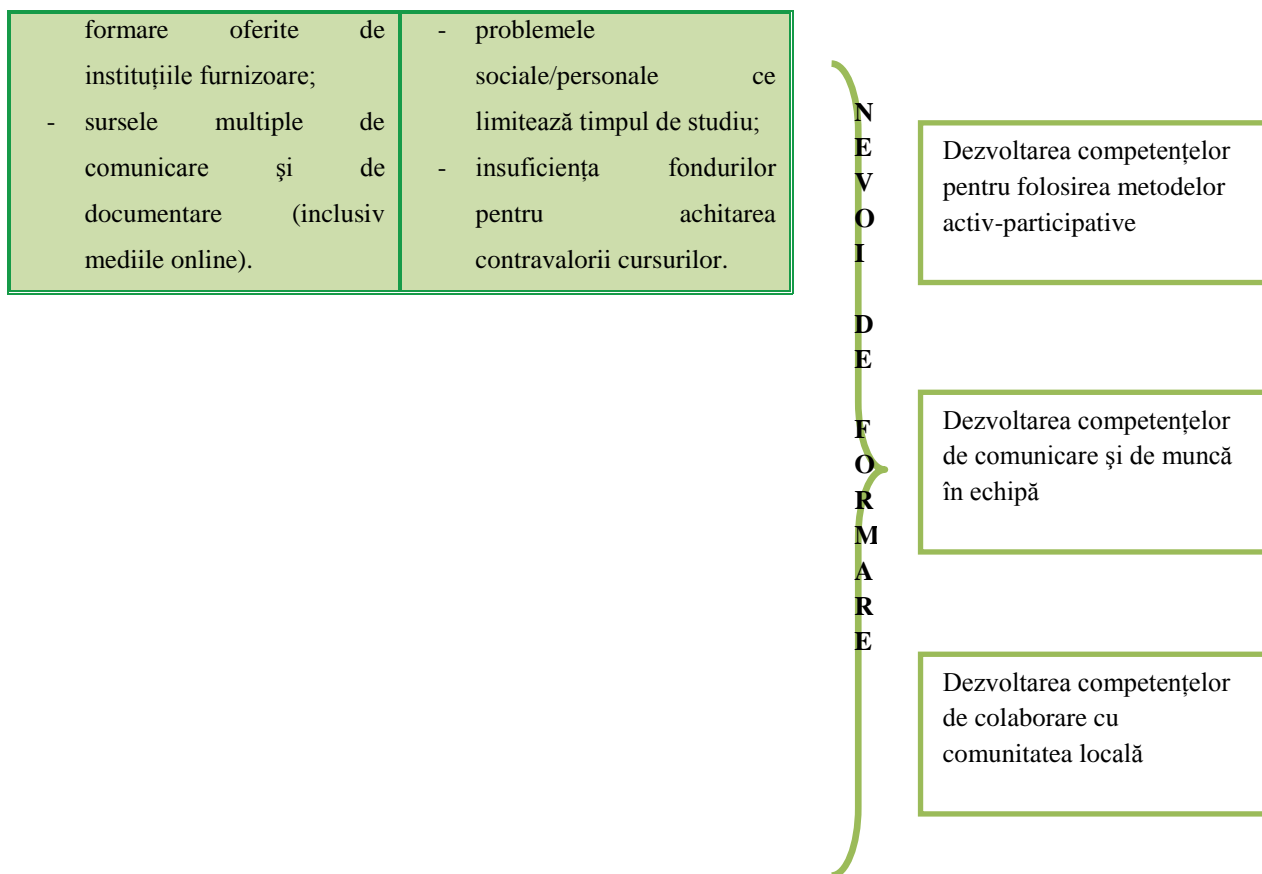 formare oferite de
instituțiile furnizoare;
- sursele multiple de
comunicare şi de
documentare (inclusiv
mediile online).
- problemele
sociale/personale ce
limitează timpul de studiu;
- insuficiența fondurilor
pentru achitarea
contravalorii cursurilor.
N
E
V
O
I
D
E
F
O
R
M
A
R
E
Dezvoltarea competențelor
pentru folosirea metodelor
activ-participative
Dezvoltarea competențelor
de comunicare şi de muncă
în echipă
Dezvoltarea competențelor
de colaborare cu
comunitatea locală